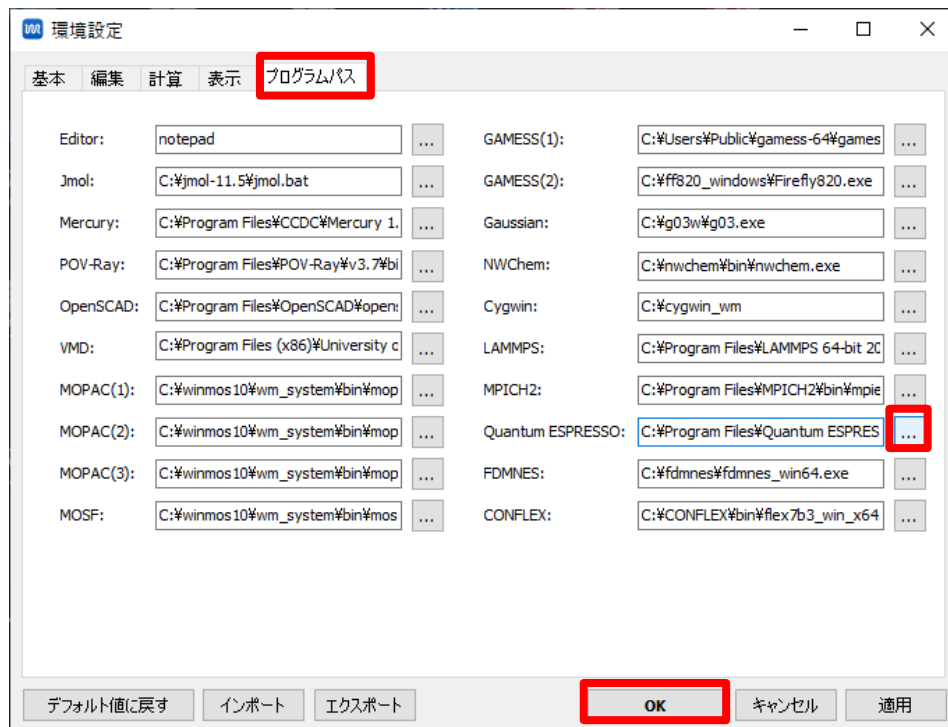 環境設定
基本 編集 計算 表示 プログラムパス
Editor: notepad ...
Jmol: C:¥jmol-11.5¥jmol.bat ...
Mercury: C:¥Program Files¥CCDC¥Mercury 1. ...
POV-Ray: C:¥Program Files¥POV-Ray¥v3.7¥bi ...
OpenSCAD: C:¥Program Files¥OpenSCAD¥open: ...
VMD: C:¥Program Files (x86)¥University c ...
MOPAC(1): C:¥winmos10¥wm_system¥bin¥mop ...
MOPAC(2): C:¥winmos10¥wm_system¥bin¥mop ...
MOPAC(3): C:¥winmos10¥wm_system¥bin¥mop ...
MOSF: C:¥winmos10¥wm_system¥bin¥mos ...
GAMESS(1): C:¥Users¥Public¥gamess-64¥games ...
GAMESS(2): C:¥ff820_windows¥Firefly820.exe ...
Gaussian: C:¥g03w¥g03.exe ...
NWChem: C:¥nwchem¥bin¥nwchem.exe ...
Cygwin: C:¥cygwin_wm ...
LAMMPS: C:¥Program Files¥LAMMPS 64-bit 20 ...
MPICH2: C:¥Program Files¥MPICH2¥bin¥mpie ...
Quantum ESPRESSO: C:¥Program Files¥Quantum ESPRES ...
FDMNES: C:¥fdmnes¥fdmnes_win64.exe ...
CONFLEX: C:¥CONFLEX¥bin¥flex7b3_win_x64 ...
デフォルト値に戻す インポート エクスポート OK キャンセル 適用